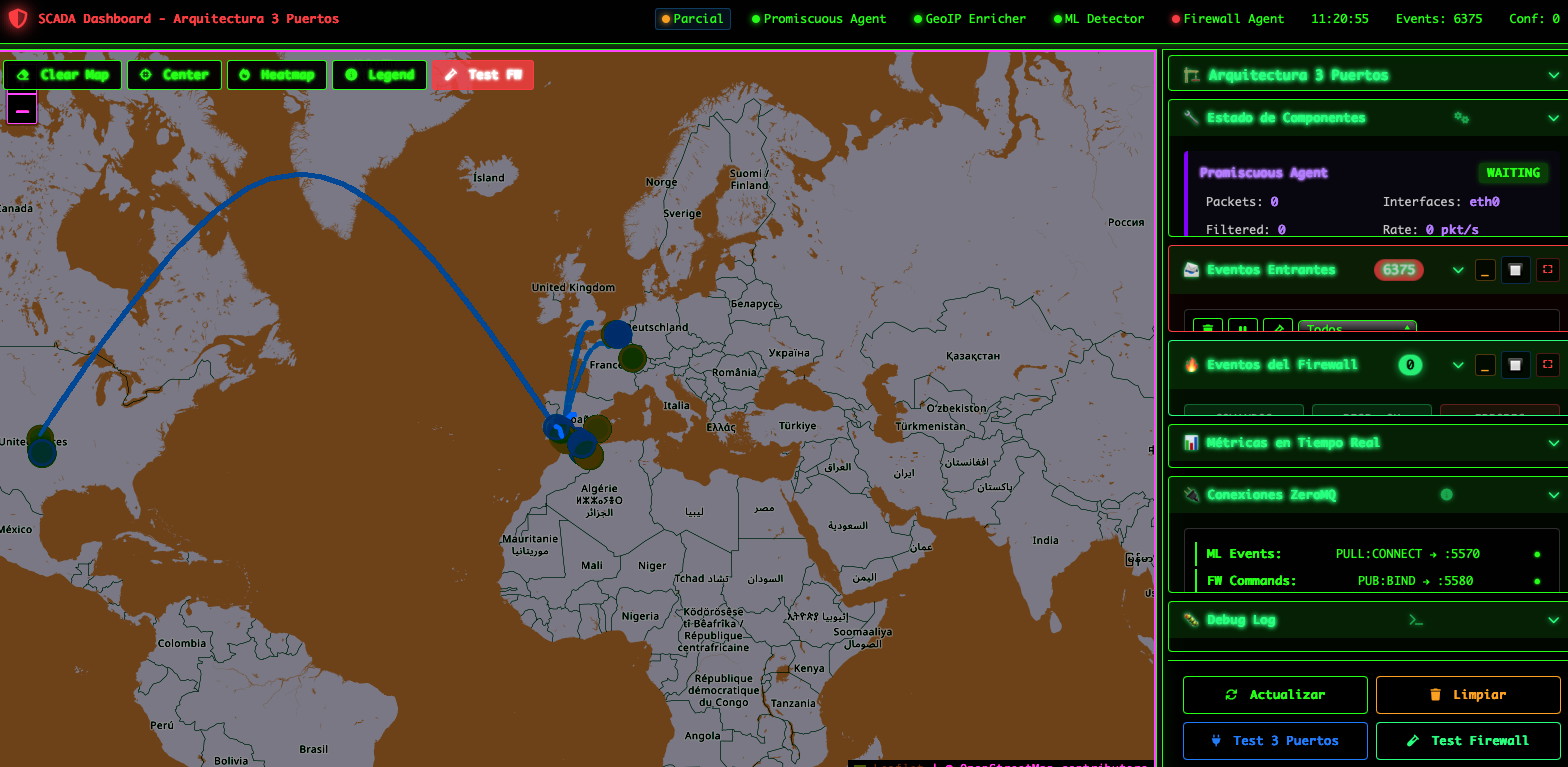 SCADA Dashboard - Arquitectura 3 Puertos
Parcial
Promiscuous Agent
GeoIP Enricher
ML Detector
Firewall Agent
11:20:55
Events: 6375
Conf: 0
Clear Map
Center
Heatmap
Legend
Test FW
−
Ísland
Norge
Suomi /
Finland
Sverige
Россия
anada
United Kingdom
Беларусь
eutschland
Україна
France
România
Қазақстан
Italia
Ελλάς
Türkiye
Oʻzbekiston
Türkmenistan
United States
México
Algérie
ⵍⵣⵣⴰⵢⴻⵔ
الجزائر
ليبيا
مصر
العراق
ایران
افغانستان
پاکستان
السعودية
عمان
India
Mauritanie
موريتانيا
Mali
Niger
Tchad تشاد
السودان
اليمن
Nigeria
Ködörösêse
tî Bêafrîka /
République
centrafricaine
Soomaaliya
الصومال
Kenya
République
démocratique
du Congo
Tanzania
Angola
Colombia
Perú
Brasil
Bolivia
Leaflet | © OpenStreetMap contributors
Arquitectura 3 Puertos
Estado de Componentes
Promiscuous Agent
WAITING
Packets: 0
Interfaces: eth0
Filtered: 0
Rate: 0 pkt/s
Eventos Entrantes
6375
Todos
Eventos del Firewall
0
Métricas en Tiempo Real
Conexiones ZeroMQ
ML Events:
PULL:CONNECT → :5570
FW Commands:
PUB:BIND → :5580
Debug Log
Actualizar
Limpiar
Test 3 Puertos
Test Firewall